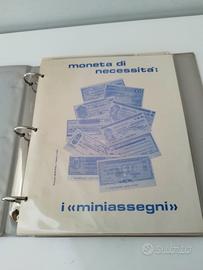 moneta di
necessità:
i «miniassegni»
subito